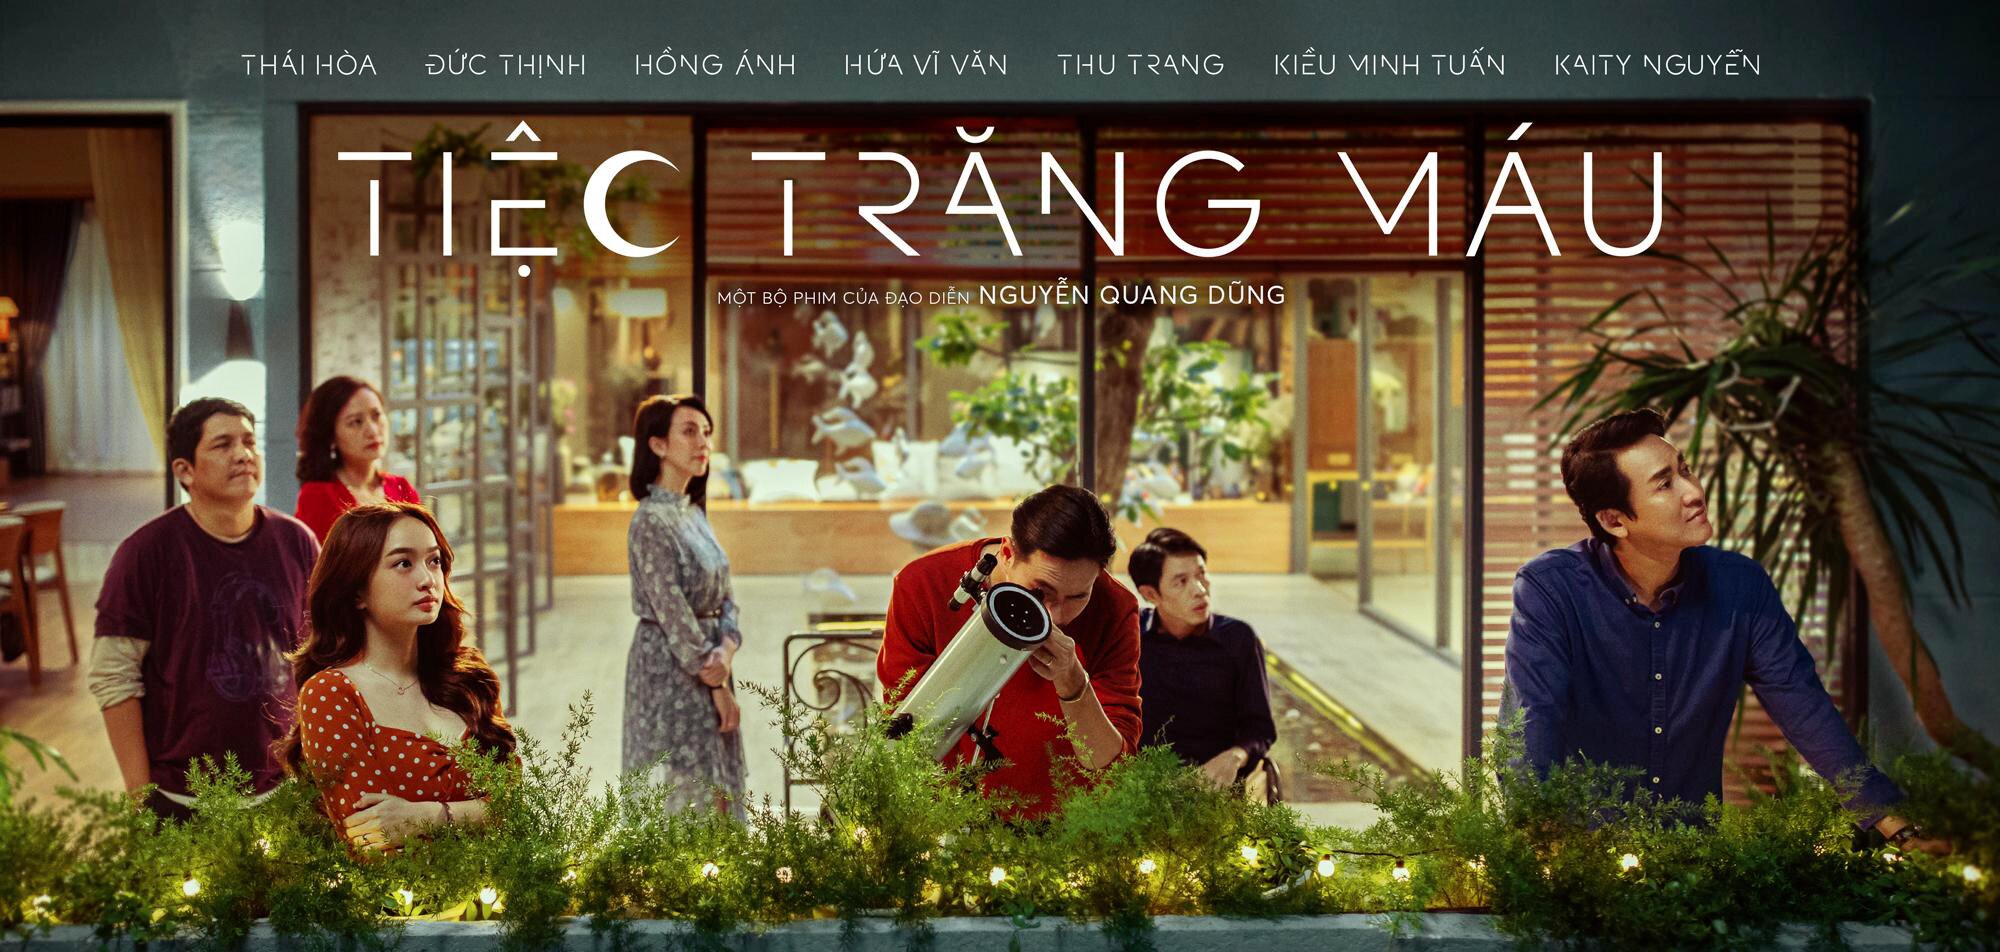 THÁI HÒA ĐỨC THỊNH HỒNG ÁNH HỨA VĨ VĂN THU TRANG KIỀU MINH TUẤN KAITY NGUYỄN
TIỆC TRĂNG MÁU
MỘT BỘ PHIM CỦA ĐẠO DIỄN NGUYỄN QUANG DŨNG